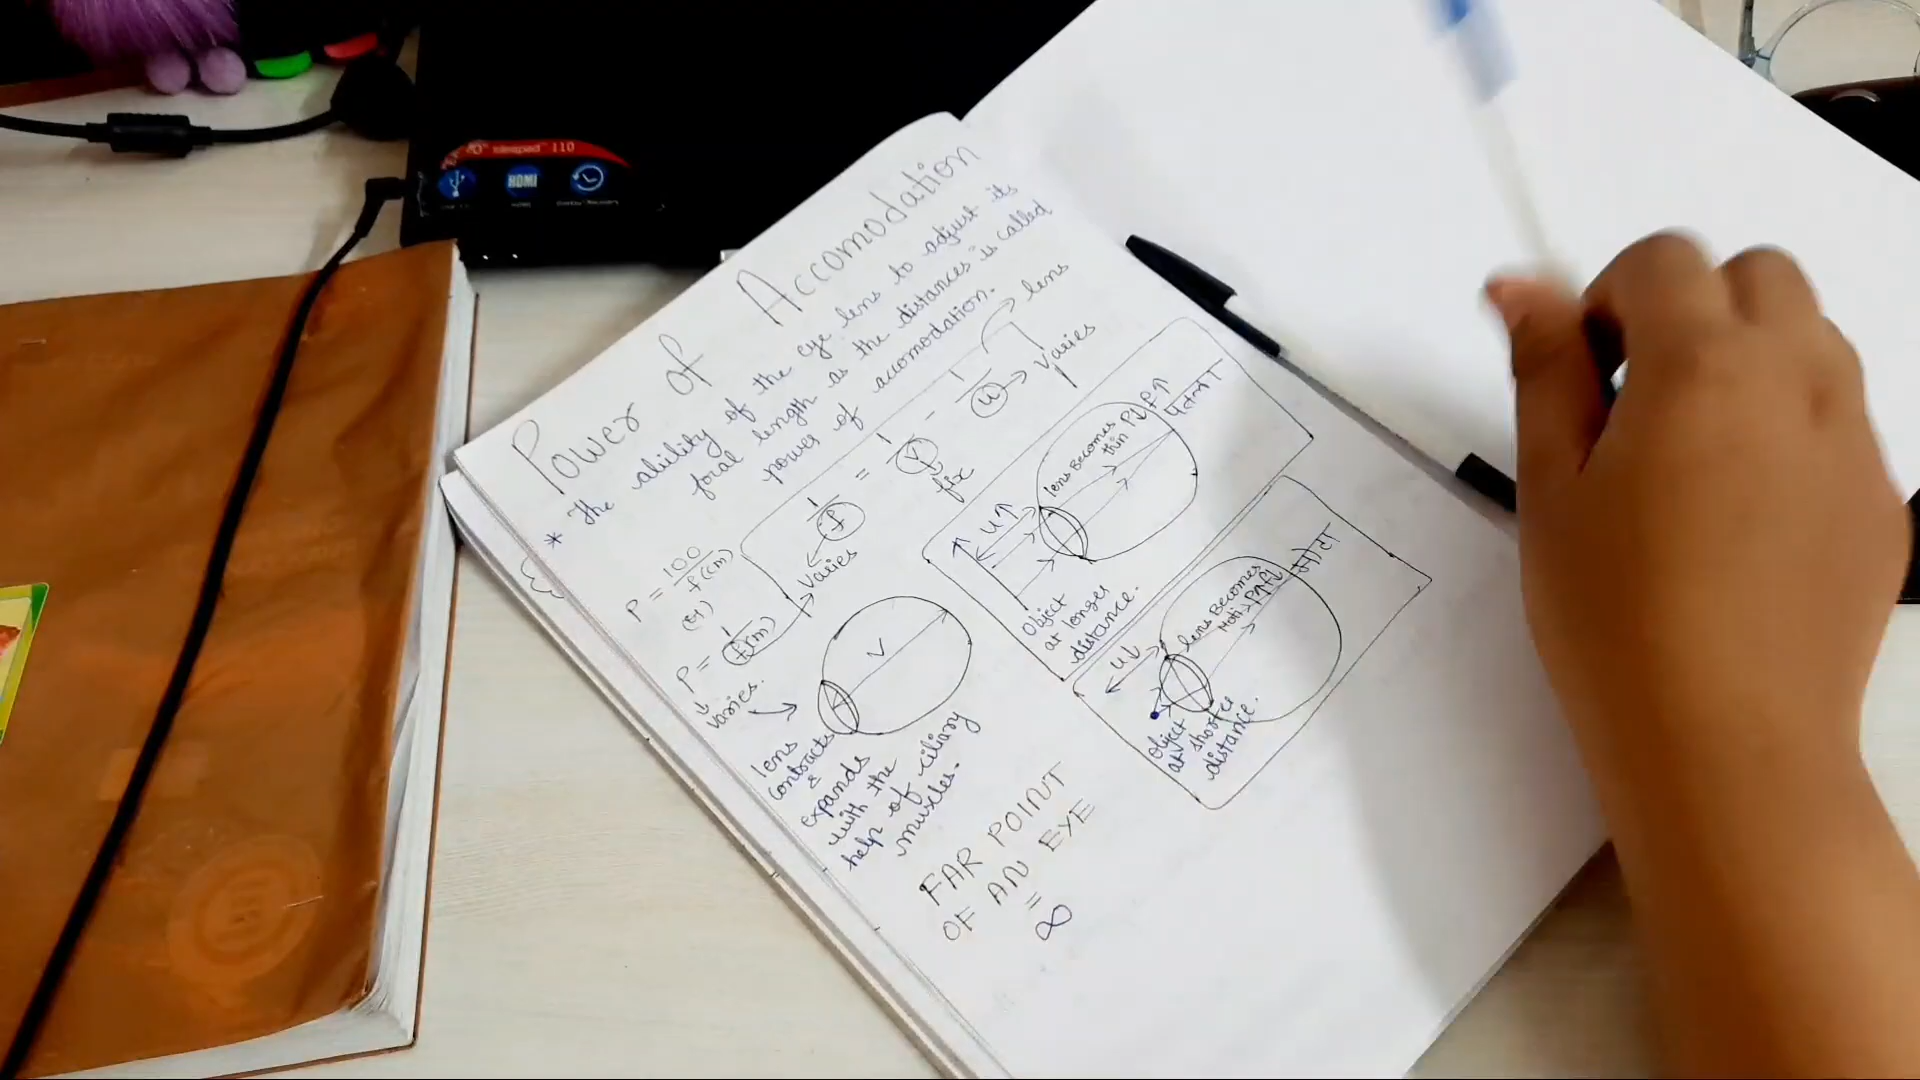 Power of Accomodation
* The ability of the eye lens to adjust its
focal length as the distances is called
power of accomodation.
1/f = 1/v - 1/u → Varies
lens
fix
Varies
P = 100/f(cm)
(or)
P = 1/f(m)
↓
Varies.
V
lens
contracts
&
expands
with the
help of ciliary
muscles.
u↑
lens Becomes
thin P↓ f↑
पतला
Object
at longer
distance.
u↓
lens Becomes
Moti → P↑ f↓
मोटा
Object
at shorter
distance.
FAR POINT
OF AN EYE
=
∞
110
HDMI